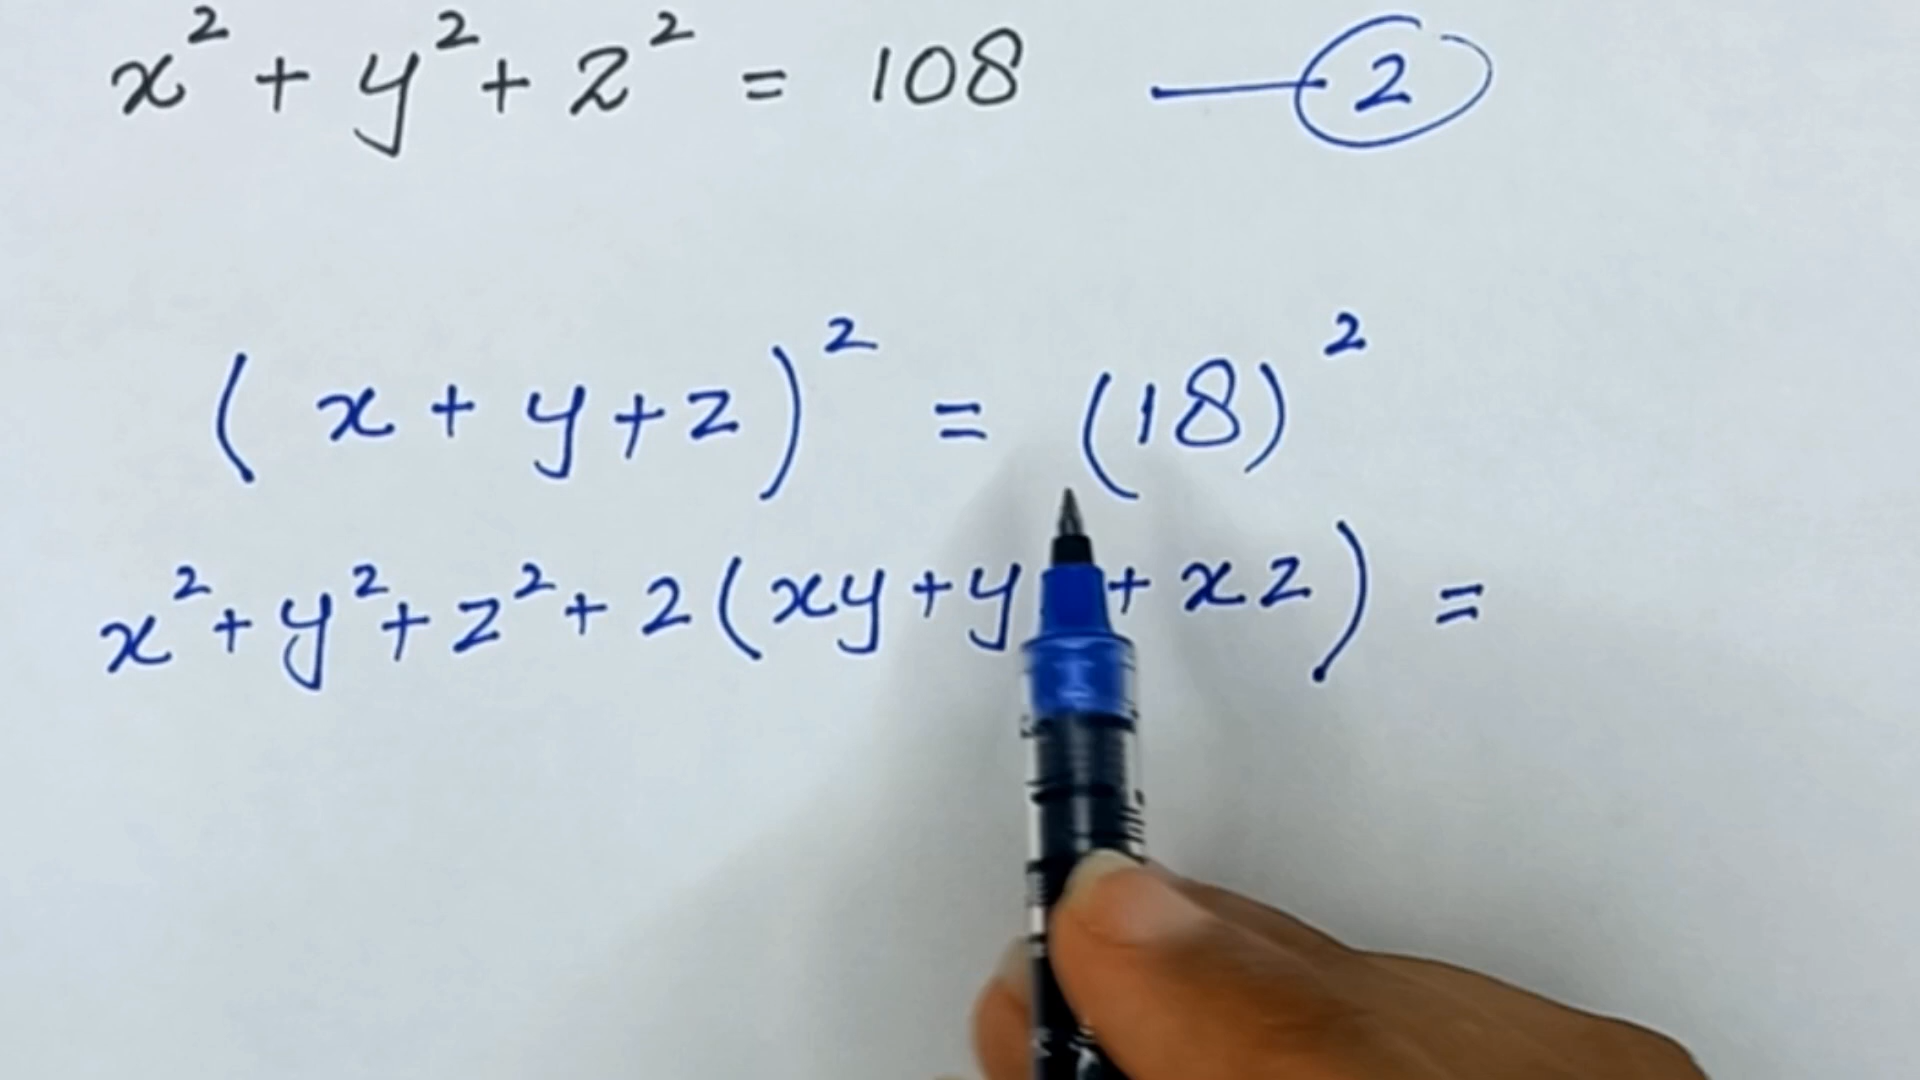 x² + y² + z² = 108 — 2
(x + y + z)² = (18)²
x² + y² + z² + 2(xy + y + xz) =